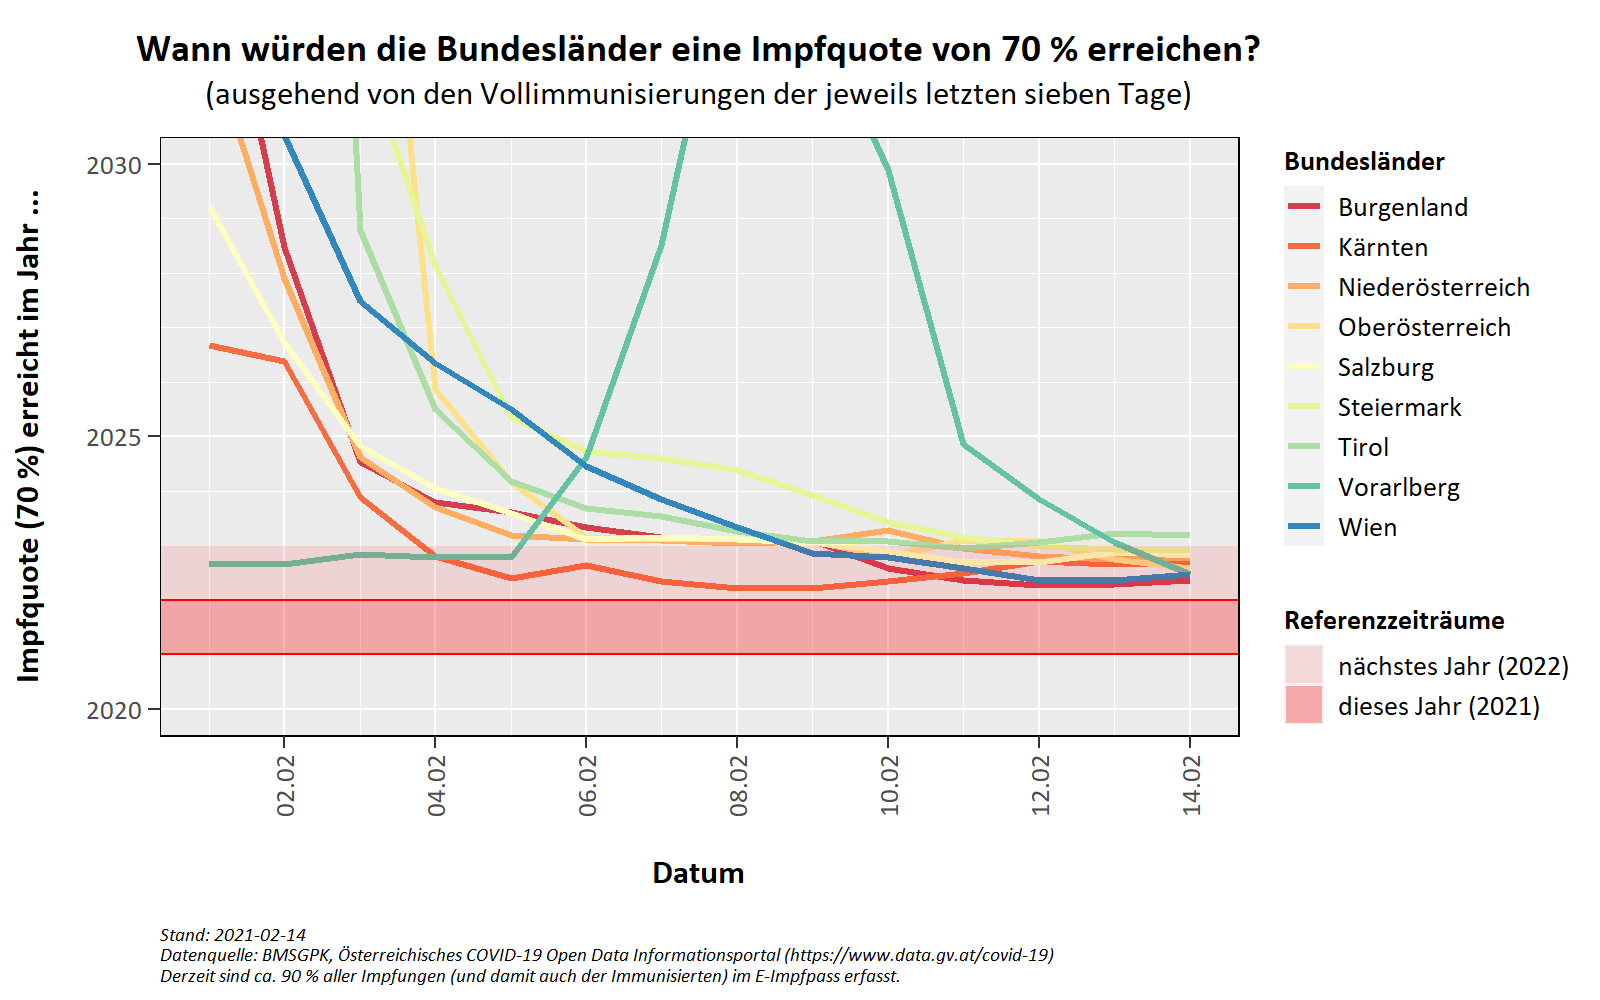 Wann würden die Bundesländer eine Impfquote von 70 % erreichen?
(ausgehend von den Vollimmunisierungen der jeweils letzten sieben Tage)
Impfquote (70 %) erreicht im Jahr ...
2030
2025
2020
02.02
04.02
06.02
08.02
10.02
12.02
14.02
Datum
Bundesländer
Burgenland
Kärnten
Niederösterreich
Oberösterreich
Salzburg
Steiermark
Tirol
Vorarlberg
Wien
Referenzzeiträume
nächstes Jahr (2022)
dieses Jahr (2021)
Stand: 2021-02-14
Datenquelle: BMSGPK, Österreichisches COVID-19 Open Data Informationsportal (https://www.data.gv.at/covid-19)
Derzeit sind ca. 90 % aller Impfungen (und damit auch der Immunisierten) im E-Impfpass erfasst.